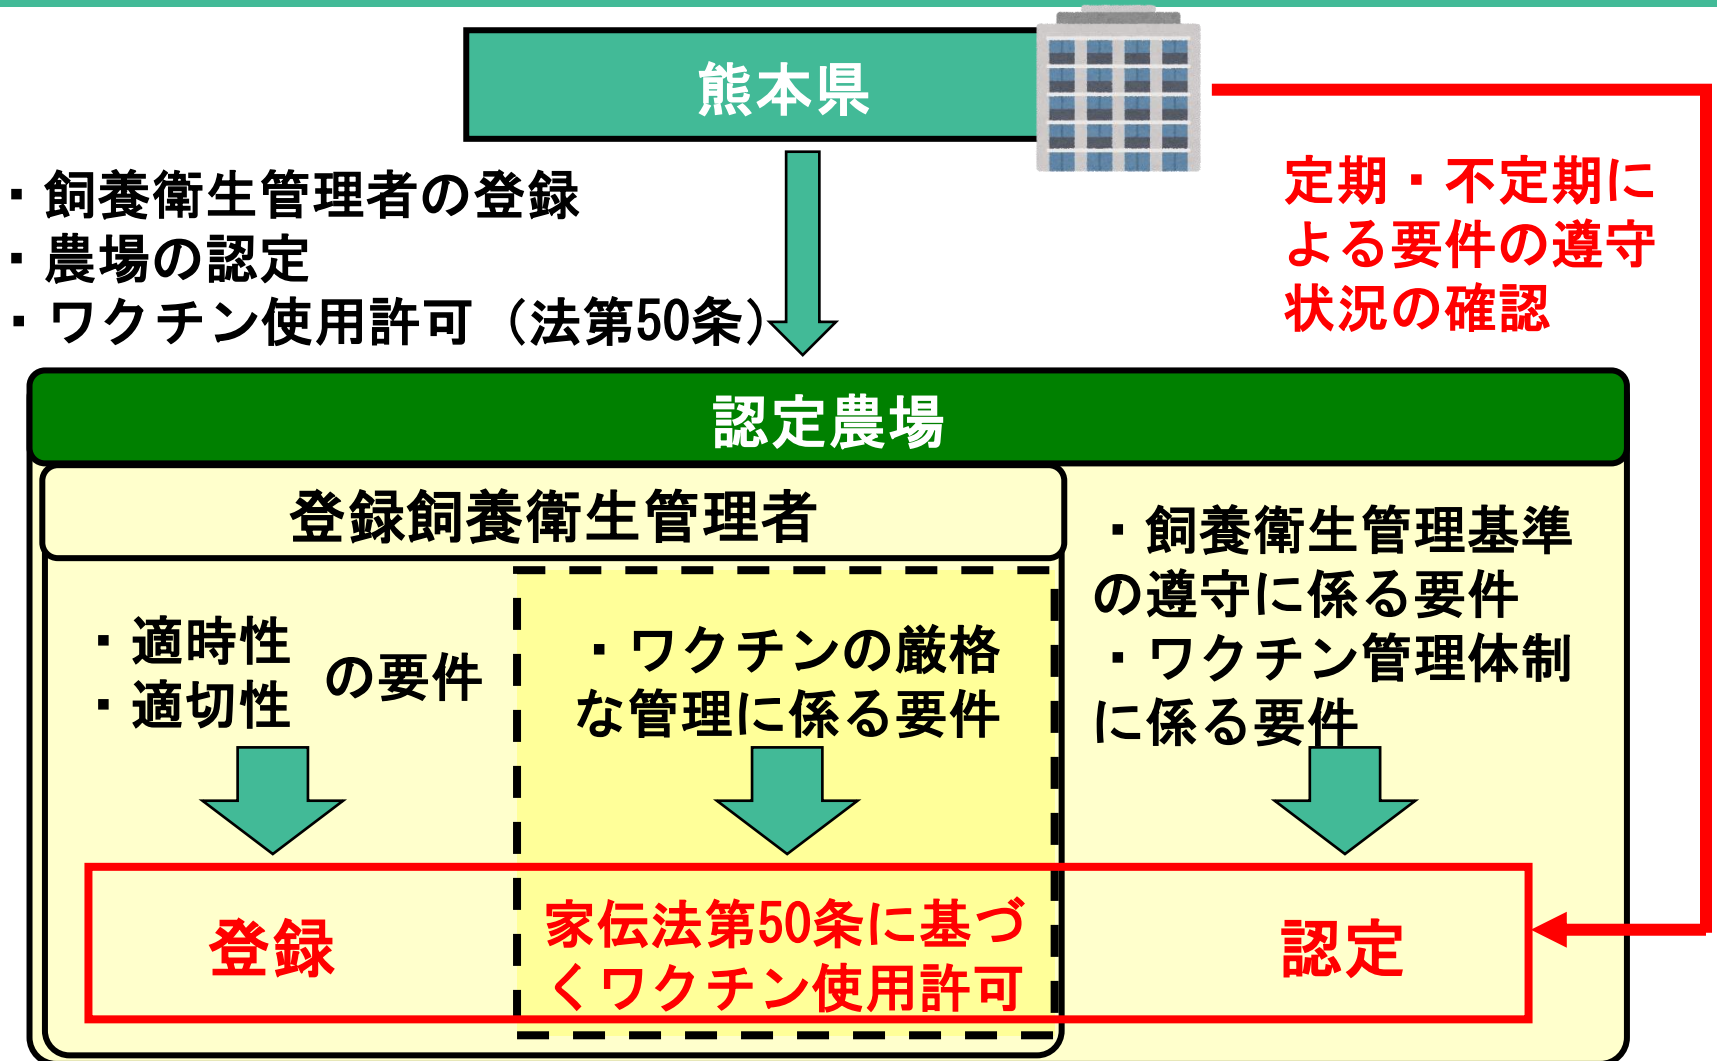 熊本県
・飼養衛生管理者の登録
・農場の認定
・ワクチン使用許可（法第50条）
定期・不定期に
よる要件の遵守
状況の確認
認定農場
登録飼養衛生管理者
・適時性
・適切性
の要件
・ワクチンの厳格
な管理に係る要件
・飼養衛生管理基準
の遵守に係る要件
・ワクチン管理体制
に係る要件
登録
家伝法第50条に基づ
くワクチン使用許可
認定